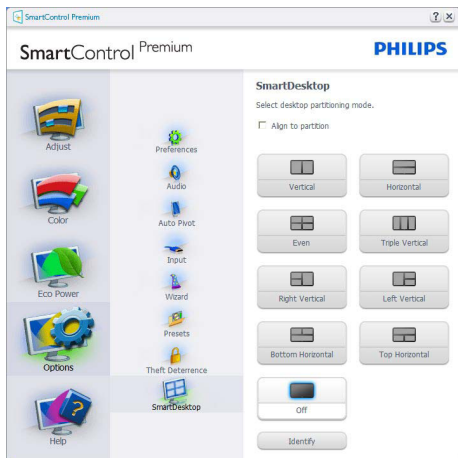 SmartControl Premium
SmartControl Premium
PHILIPS
Adjust
Color
Eco Power
Options
Help
Preferences
Audio
Auto Pivot
Input
Wizard
Presets
Theft Deterrence
SmartDesktop
SmartDesktop
Select desktop partitioning mode.
Align to partition
Vertical
Horizontal
Even
Triple Vertical
Right Vertical
Left Vertical
Bottom Horizontal
Top Horizontal
Off
Identify